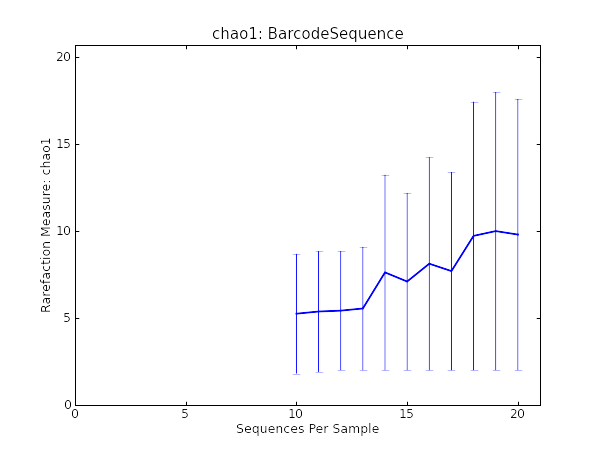 chao1: BarcodeSequence
20
15
10
5
0
Rarefaction Measure: chao1
0 5 10 15 20
Sequences Per Sample